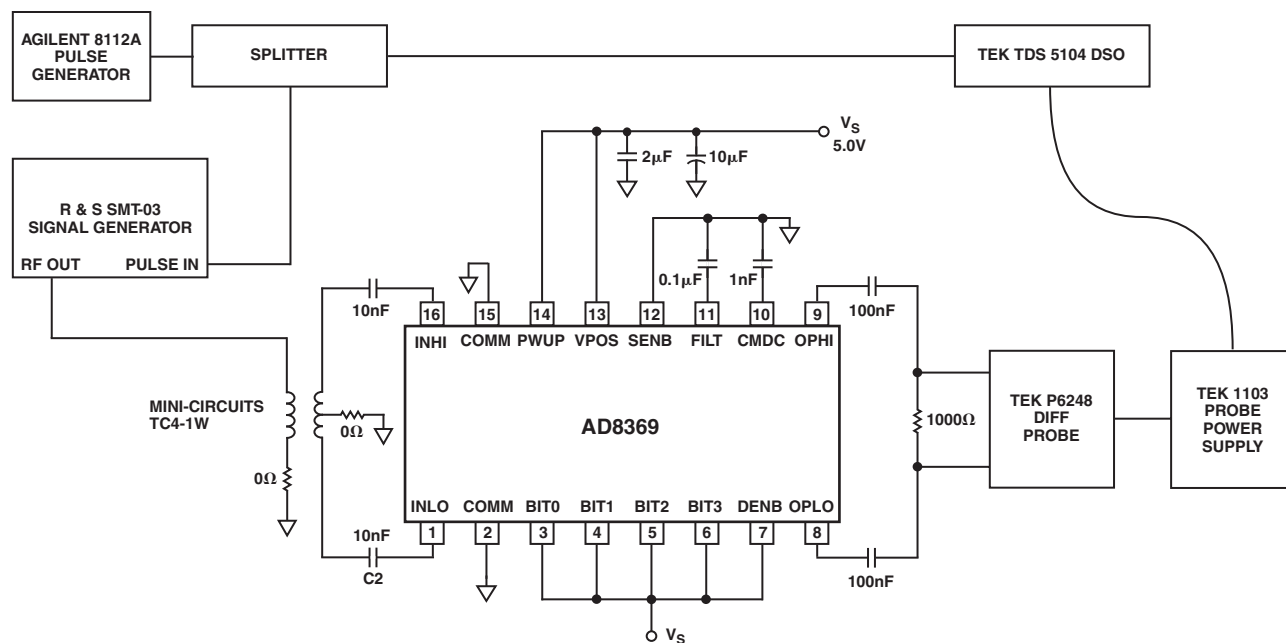 AGILENT 8112A
PULSE
GENERATOR
SPLITTER
TEK TDS 5104 DSO
R & S SMT-03
SIGNAL GENERATOR
RF OUT PULSE IN
VS
5.0V
2μF
10μF
0.1μF
1nF
10nF
100nF
16 15 14 13 12 11 10 9
INHI COMM PWUP VPOS SENB FILT CMDC OPHI
MINI-CIRCUITS
TC4-1W
0Ω
0Ω
AD8369
1000Ω
TEK P6248
DIFF
PROBE
TEK 1103
PROBE
POWER
SUPPLY
INLO COMM BIT0 BIT1 BIT2 BIT3 DENB OPLO
1 2 3 4 5 6 7 8
10nF
C2
100nF
VS